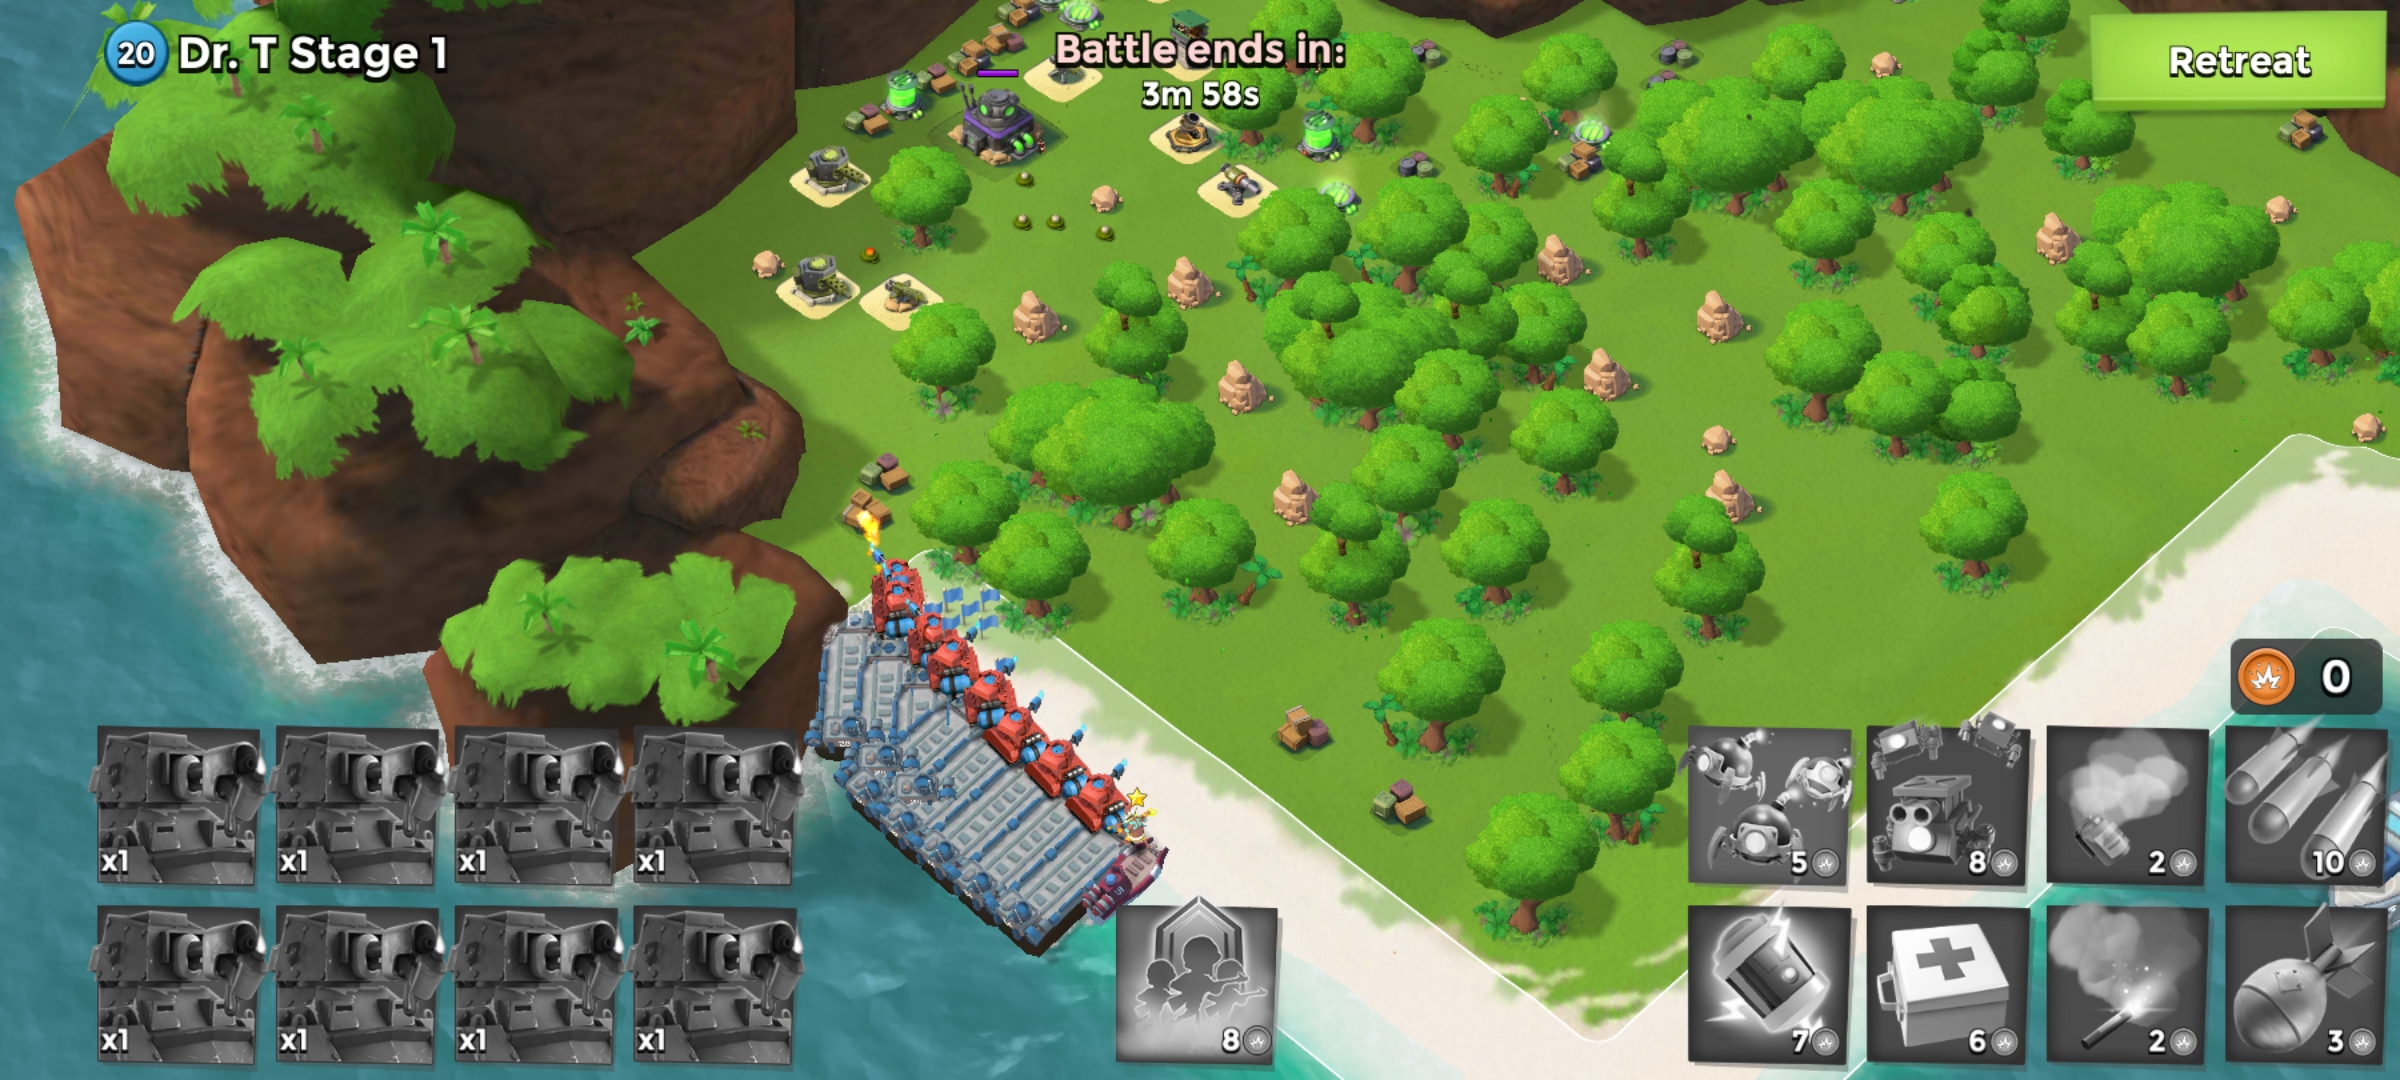 20 Dr. T Stage 1
Battle ends in:
3m 58s
Retreat
0
x1 x1 x1 x1
5 8 2 10
x1 x1 x1 x1
8
7 6 2 3